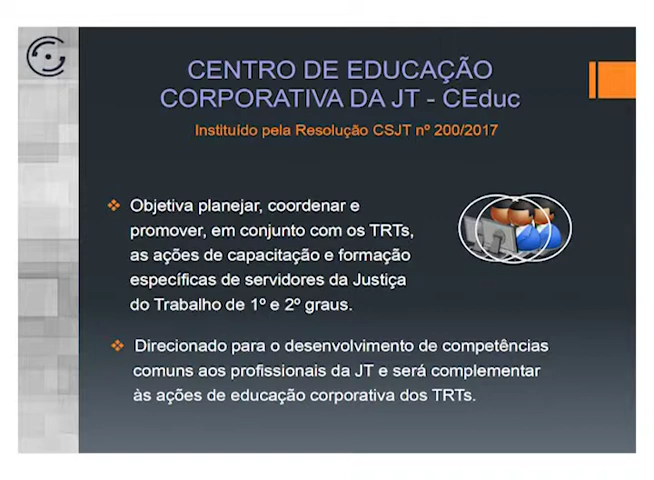 CENTRO DE EDUCAÇÃO
CORPORATIVA DA JT - CEduc
Instituído pela Resolução CSJT nº 200/2017
Objetiva planejar, coordenar e
promover, em conjunto com os TRTs,
as ações de capacitação e formação
específicas de servidores da Justiça
do Trabalho de 1º e 2º graus.
Direcionado para o desenvolvimento de competências
comuns aos profissionais da JT e será complementar
às ações de educação corporativa dos TRTs.